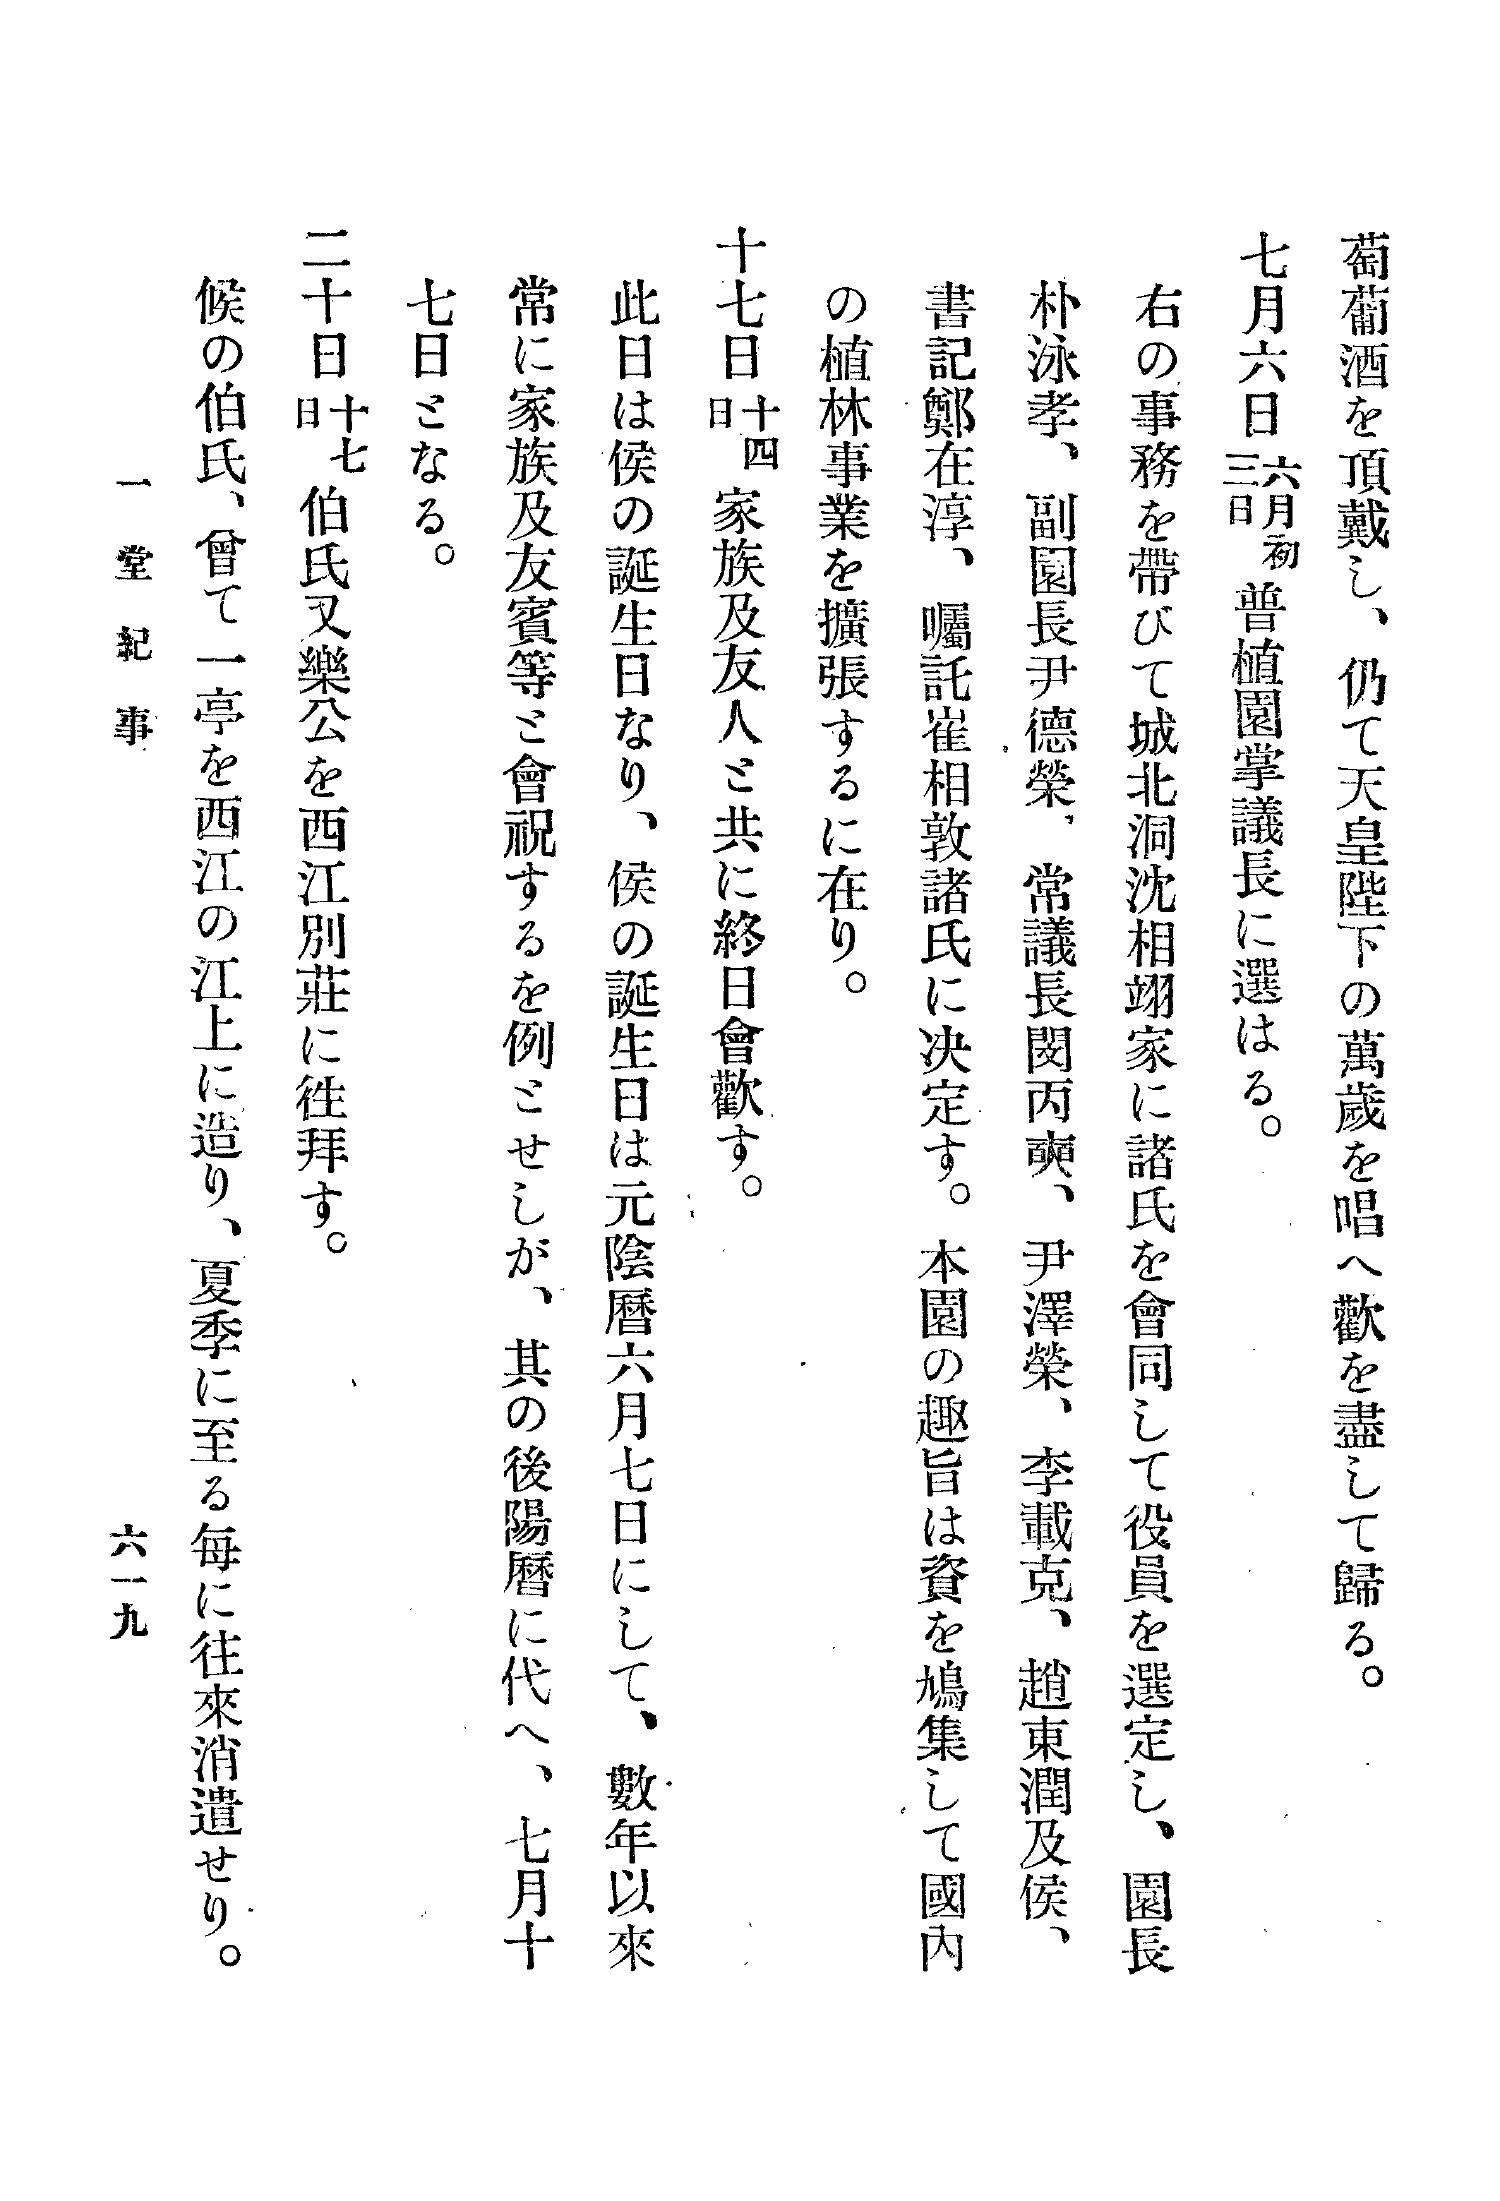 萄葡酒を頂戴し、仍て天皇陛下の萬歲を唱へ歡を盡して歸る。
七月六日六月初三日普植園掌議長に選はる。
右の事務を帶びて城北洞沈相翊家に諸氏を會同して役員を選定し、園長
朴泳孝、副園長尹德榮、常議長閔丙奭、尹澤榮、李載克、趙東潤及侯、
書記鄭在淳、囑託崔相敦諸氏に决定す。本園の趣旨は資を鳩集して國內
の植林事業を擴張するに在り。
十七日十四日家族及友人と共に終日會歡す。
此日は侯の誕生日なり、侯の誕生日は元陰曆六月七日にして、數年以來
常に家族及友賓等と會祝するを例とせしが、其の後陽曆に代へ、七月十
七日となる。
二十日十七日伯氏又樂公を西江別莊に徃拜す。
候の伯氏、曾て一亭を西江の江上に造り、夏季に至る每に往來消遣せり。
一堂紀事
六一九